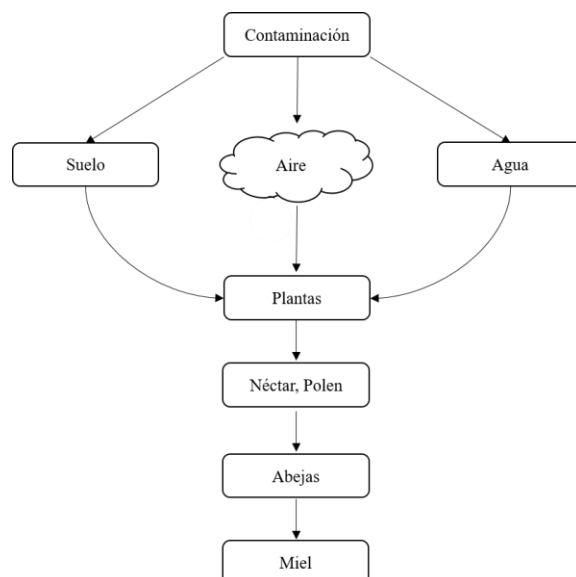 Contaminación
Suelo
Aire
Agua
Plantas
Néctar, Polen
Abejas
Miel